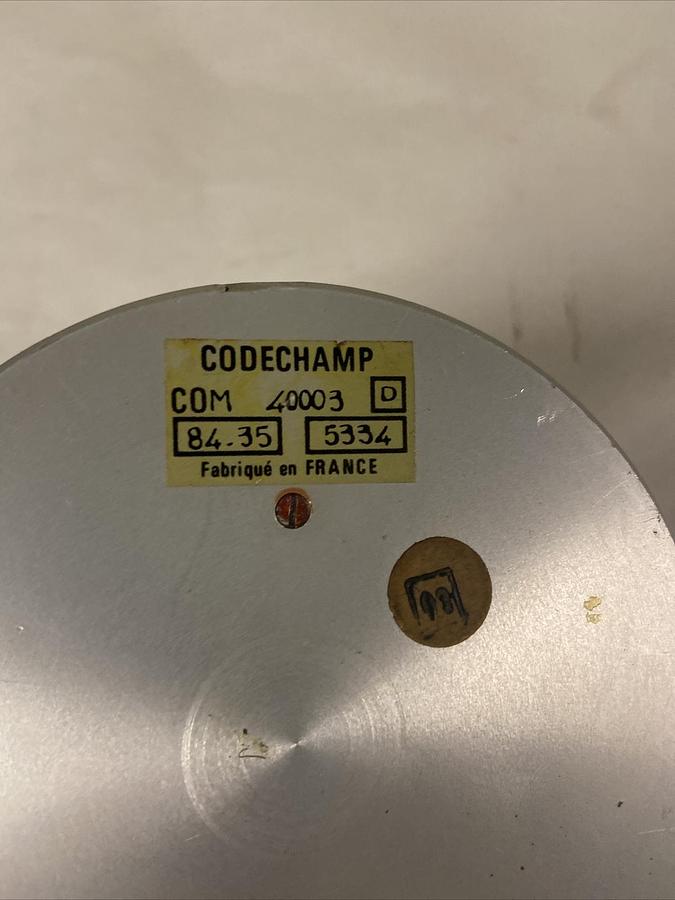 CODECHAMP
COM 40003 D
84.35 5334
Fabriqué en FRANCE